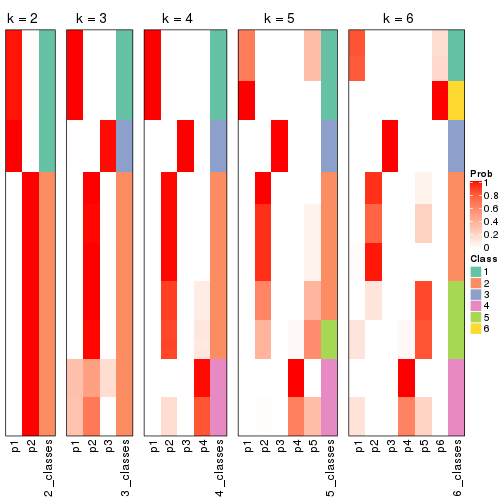 k = 2
k = 3
k = 4
k = 5
k = 6
Prob
1
0.8
0.6
0.4
0.2
0
Class
1
2
3
4
5
6
p1
p2
2_classes
p1
p2
p3
3_classes
p1
p2
p3
p4
4_classes
p1
p2
p3
p4
p5
5_classes
p1
p2
p3
p4
p5
p6
6_classes